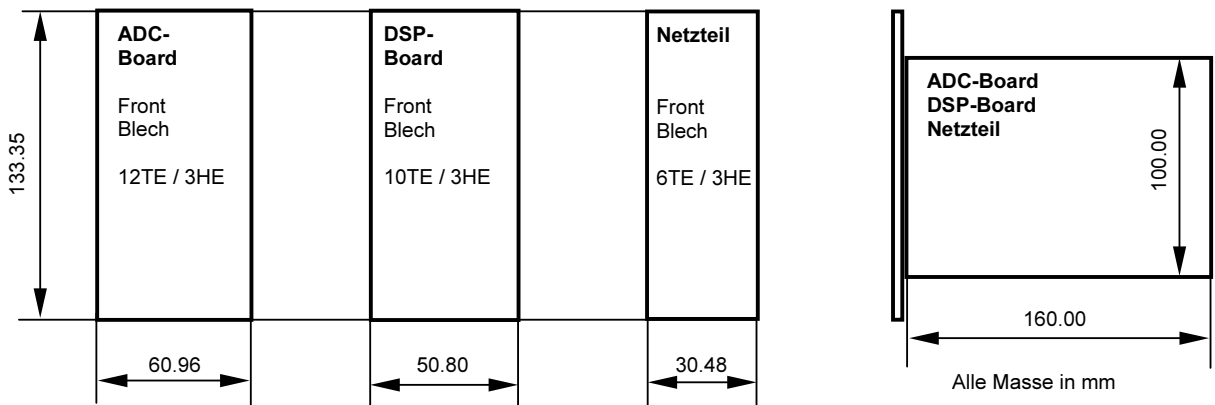 ADC-
Board
Front
Blech
12TE / 3HE
133.35
60.96
DSP-
Board
Front
Blech
10TE / 3HE
50.80
Netzteil
Front
Blech
6TE / 3HE
30.48
ADC-Board
DSP-Board
Netzteil
100.00
160.00
Alle Masse in mm